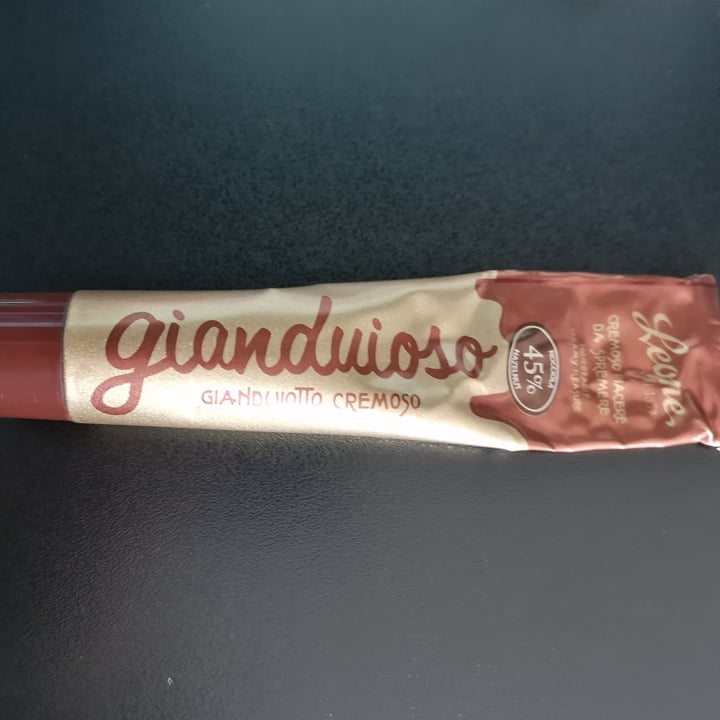 gianduioso
GIANDUIOTTO CREMOSO
NOCCIOLA
45%
HAZELNUT
Leone
CREMOSO PIACERE
DA SPREMERE